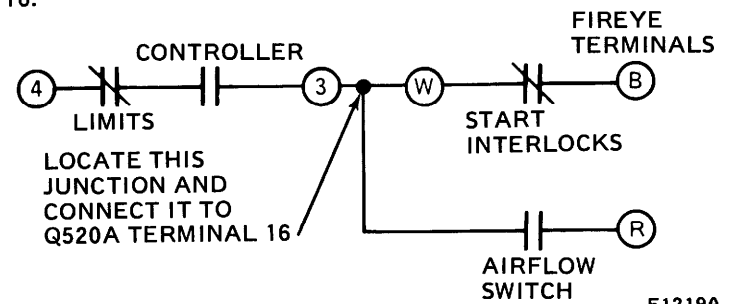 16.
FIREYE
TERMINALS
CONTROLLER
4
3
W
B
LIMITS
START
INTERLOCKS
LOCATE THIS
JUNCTION AND
CONNECT IT TO
Q520A TERMINAL 16
R
AIRFLOW
SWITCH